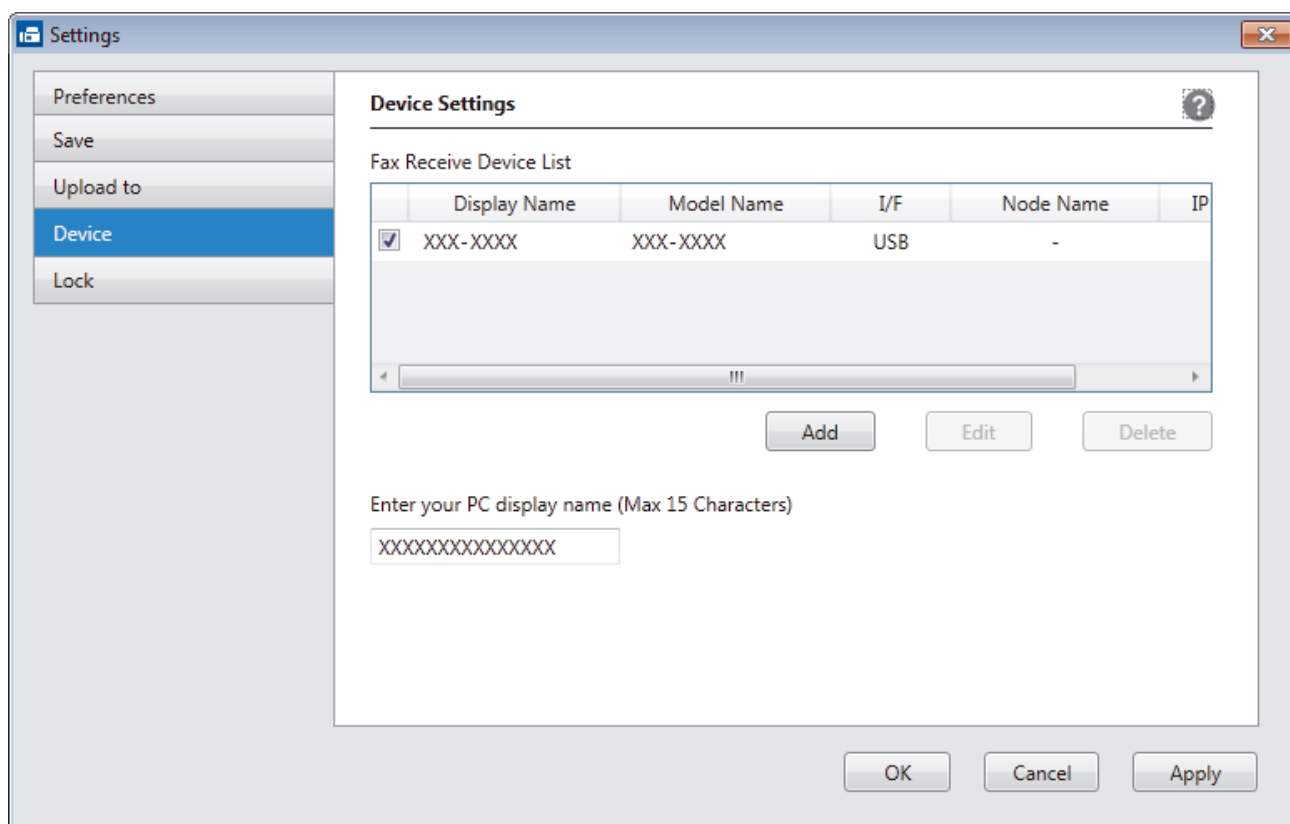 Settings
Preferences
Save
Upload to
Device
Lock
Device Settings
?
Fax Receive Device List
Display Name Model Name I/F Node Name IP
XXX-XXXX XXX-XXXX USB -
Add Edit Delete
Enter your PC display name (Max 15 Characters)
XXXXXXXXXXXXXXX
OK Cancel Apply